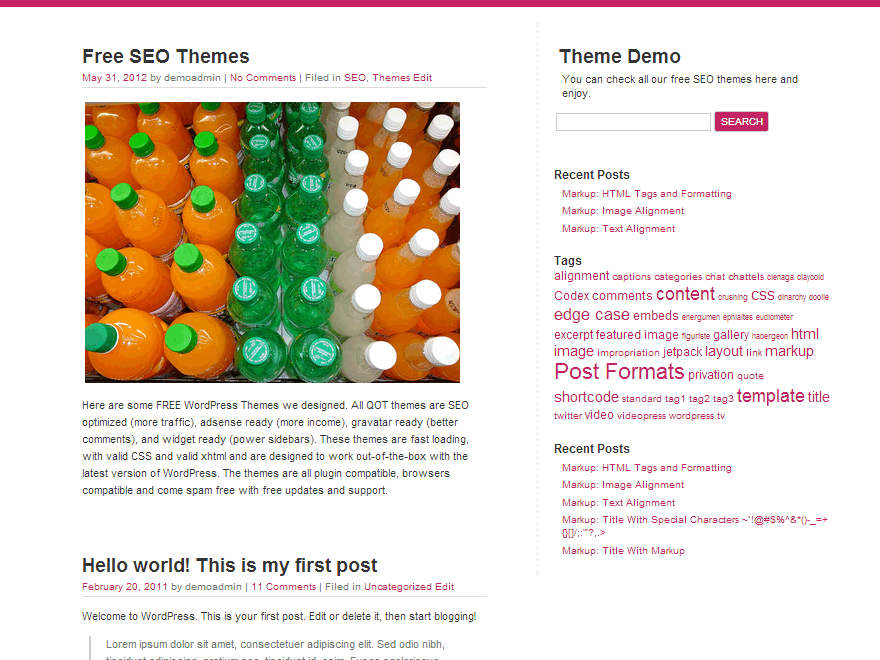 Free SEO Themes
May 31, 2012 by demoadmin | No Comments | Filed in SEO, Themes Edit
Here are some FREE WordPress Themes we designed. All QOT themes are SEO
optimized (more traffic), adsense ready (more income), gravatar ready (better
comments), and widget ready (power sidebars). These themes are fast loading,
with valid CSS and valid xhtml and are designed to work out-of-the-box with the
latest version of WordPress. The themes are all plugin compatible, browsers
compatible and come spam free with free updates and support.
Hello world! This is my first post
February 20, 2011 by demoadmin | 11 Comments | Filed in Uncategorized Edit
Welcome to WordPress. This is your first post. Edit or delete it, then start blogging!
Lorem ipsum dolor sit amet, consectetuer adipiscing elit. Sed odio nibh,
Theme Demo
You can check all our free SEO themes here and
enjoy.
SEARCH
Recent Posts
Markup: HTML Tags and Formatting
Markup: Image Alignment
Markup: Text Alignment
Tags
alignment captions categories chat chattels cienaga claycold
Codex comments content crushing CSS dinarchy doolie
edge case embeds energumen ephialtes eudiometer
excerpt featured image figuriste gallery habergeon html
image impropriation jetpack layout link markup
Post Formats privation quote
shortcode standard tag1 tag2 tag3 template title
twitter video videopress wordpress.tv
Recent Posts
Markup: HTML Tags and Formatting
Markup: Image Alignment
Markup: Text Alignment
Markup: Title With Special Characters ~`!@#$%^&*()-_=+
{}[]/;:'"?,.>
Markup: Title With Markup